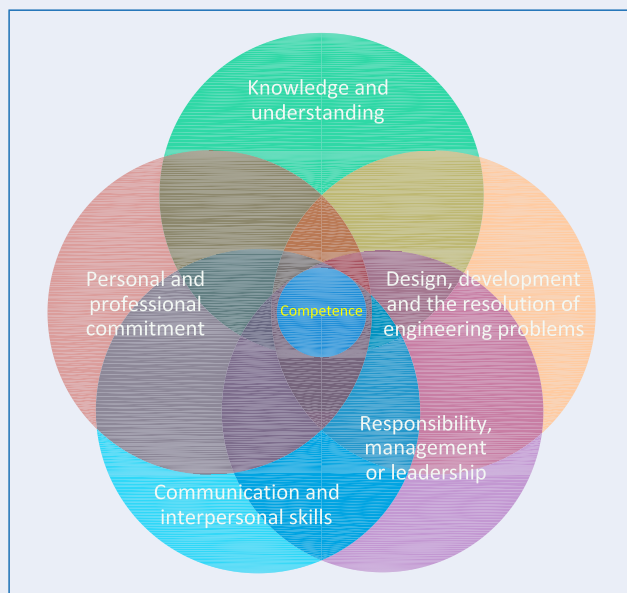 Knowledge and
understanding
Personal and
professional
commitment
Design, development
and the resolution of
engineering problems
Competence
Responsibility,
management
or leadership
Communication and
interpersonal skills